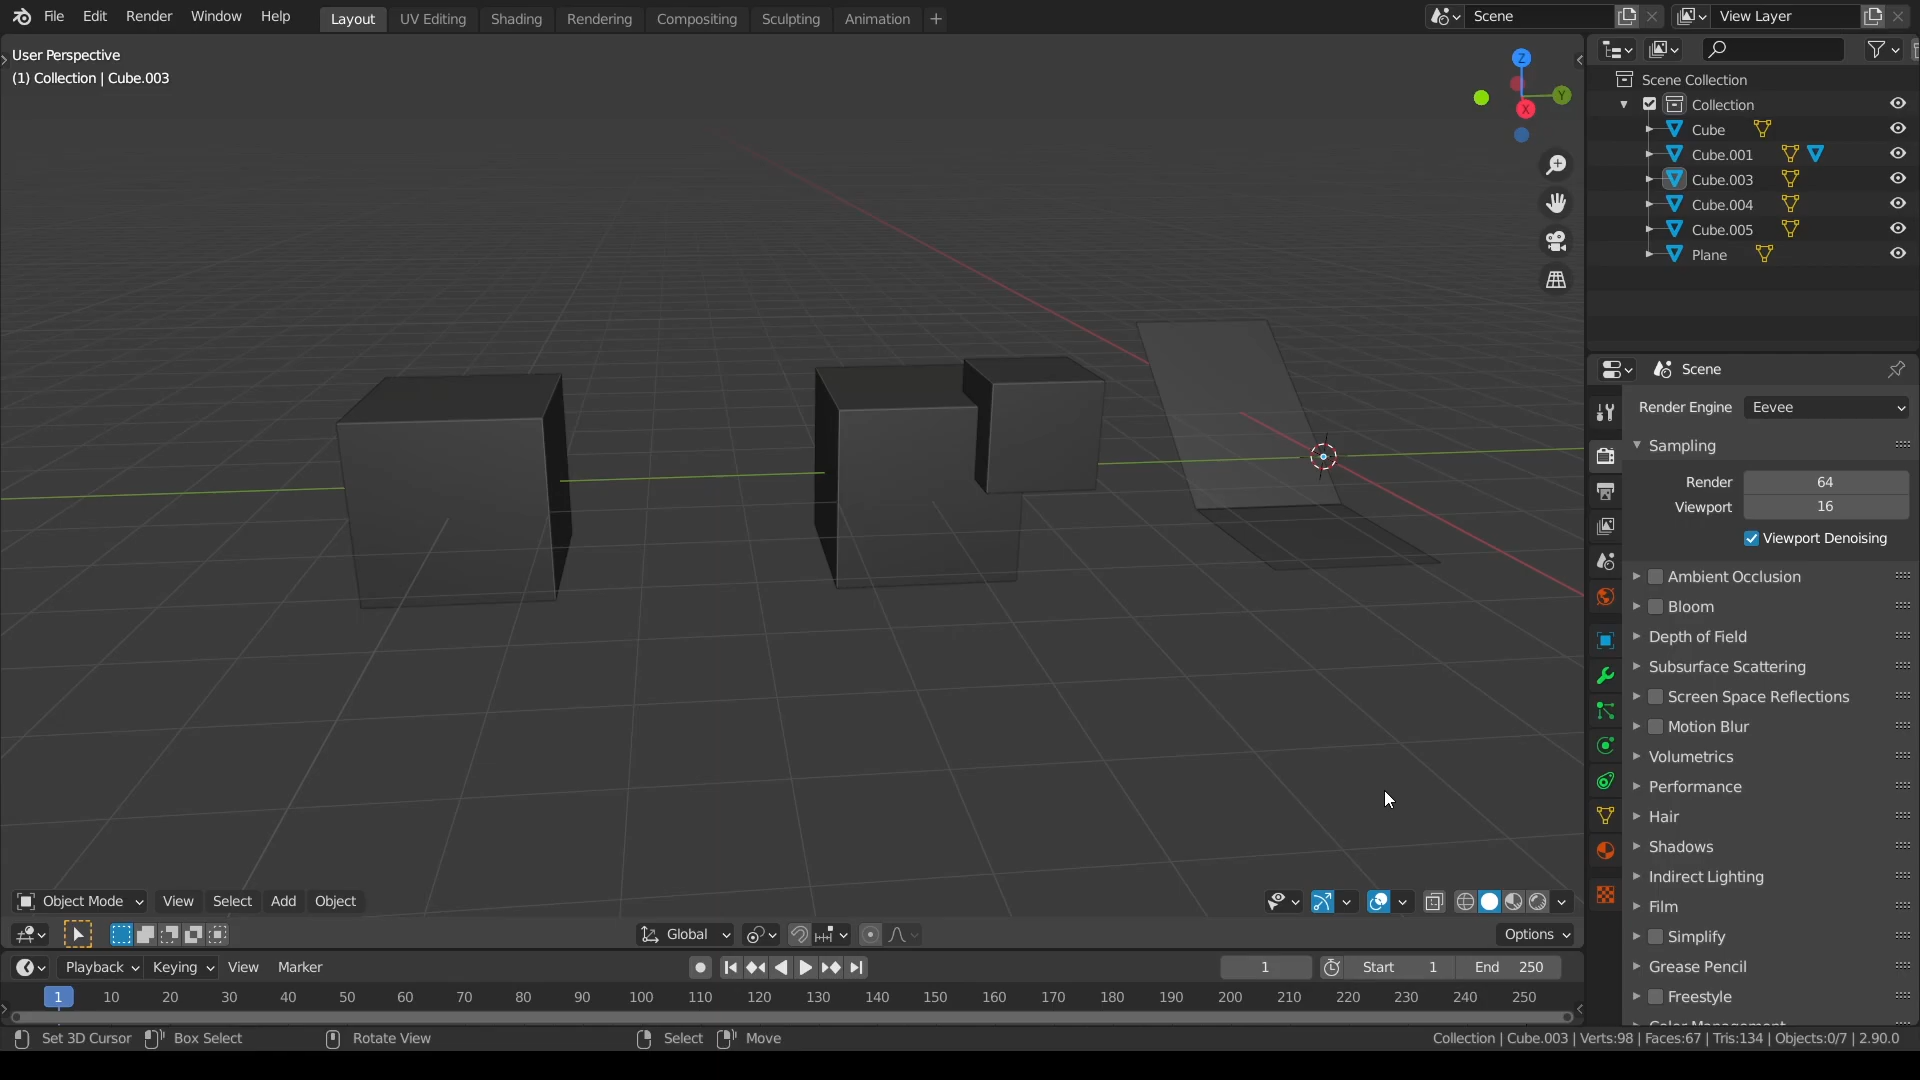 File Edit Render Window Help Layout UV Editing Shading Rendering Compositing Sculpting Animation + Scene View Layer
User Perspective
(1) Collection | Cube.003
Z
Y
X
Scene Collection
Collection
Cube
Cube.001
Cube.003
Cube.004
Cube.005
Plane
Scene
Render Engine Eevee
Sampling
Render 64
Viewport 16
Viewport Denoising
Ambient Occlusion
Bloom
Depth of Field
Subsurface Scattering
Screen Space Reflections
Motion Blur
Volumetrics
Performance
Hair
Shadows
Indirect Lighting
Film
Simplify
Grease Pencil
Freestyle
Color Management
Object Mode View Select Add Object
Global Options
Playback Keying View Marker 1 Start 1 End 250
1 10 20 30 40 50 60 70 80 90 100 110 120 130 140 150 160 170 180 190 200 210 220 230 240 250
Set 3D Cursor Box Select Rotate View Select Move Collection | Cube.003 | Verts:98 | Faces:67 | Tris:134 | Objects:0/7 | 2.90.0